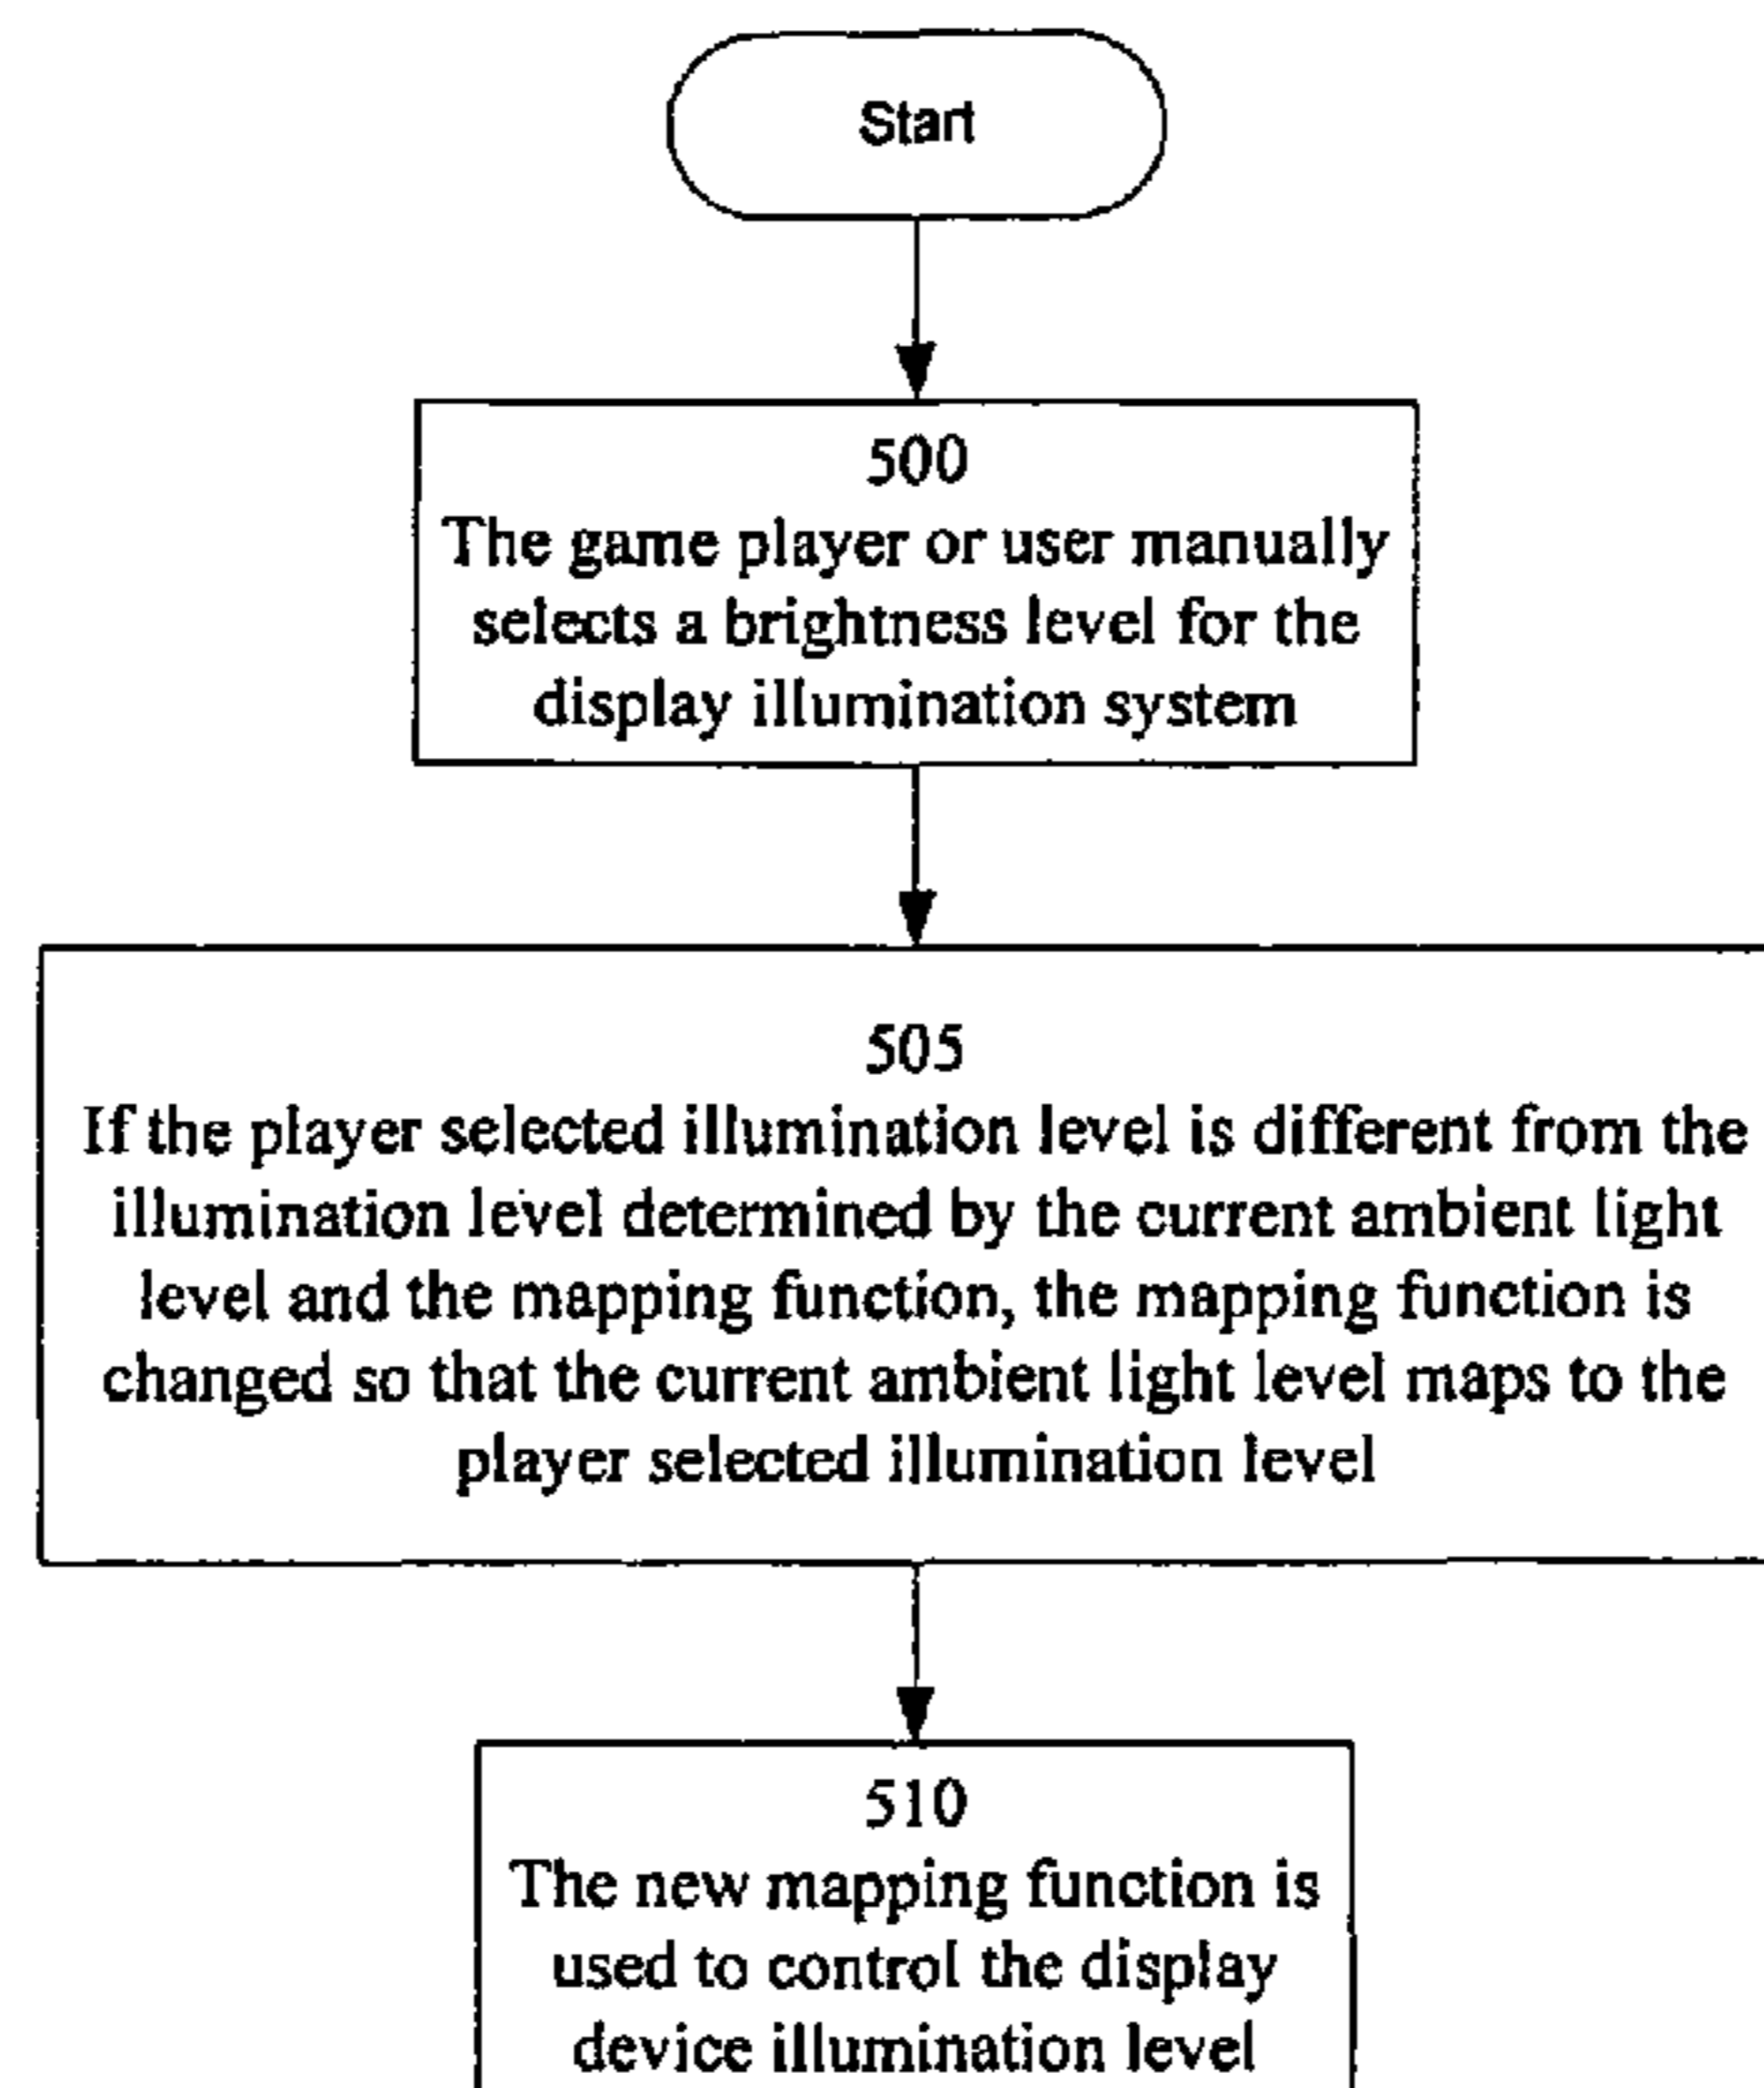 Start
500
The game player or user manually
selects a brightness level for the
display illumination system
505
If the player selected illumination level is different from the
illumination level determined by the current ambient light
level and the mapping function, the mapping function is
changed so that the current ambient light level maps to the
player selected illumination level
510
The new mapping function is
used to control the display
device illumination level